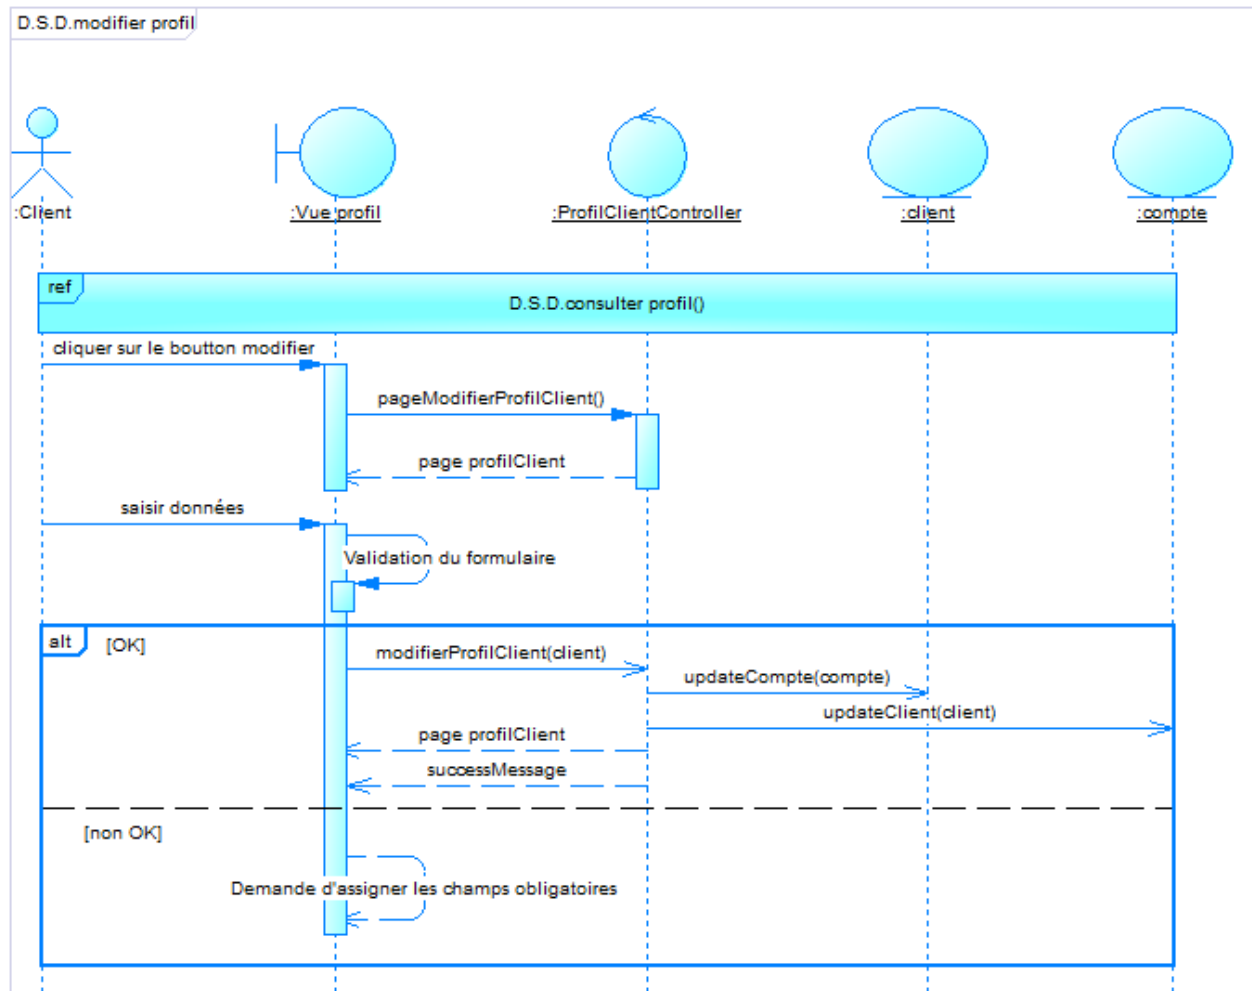 D.S.D.modifier profil
:Client
:Vue profil
:ProfilClientController
:client
:compte
ref
D.S.D.consulter profil()
cliquer sur le boutton modifier
pageModifierProfilClient()
page profilClient
saisir données
Validation du formulaire
alt
[OK]
modifierProfilClient(client)
updateCompte(compte)
updateClient(client)
page profilClient
successMessage
[non OK]
Demande d'assigner les champs obligatoires